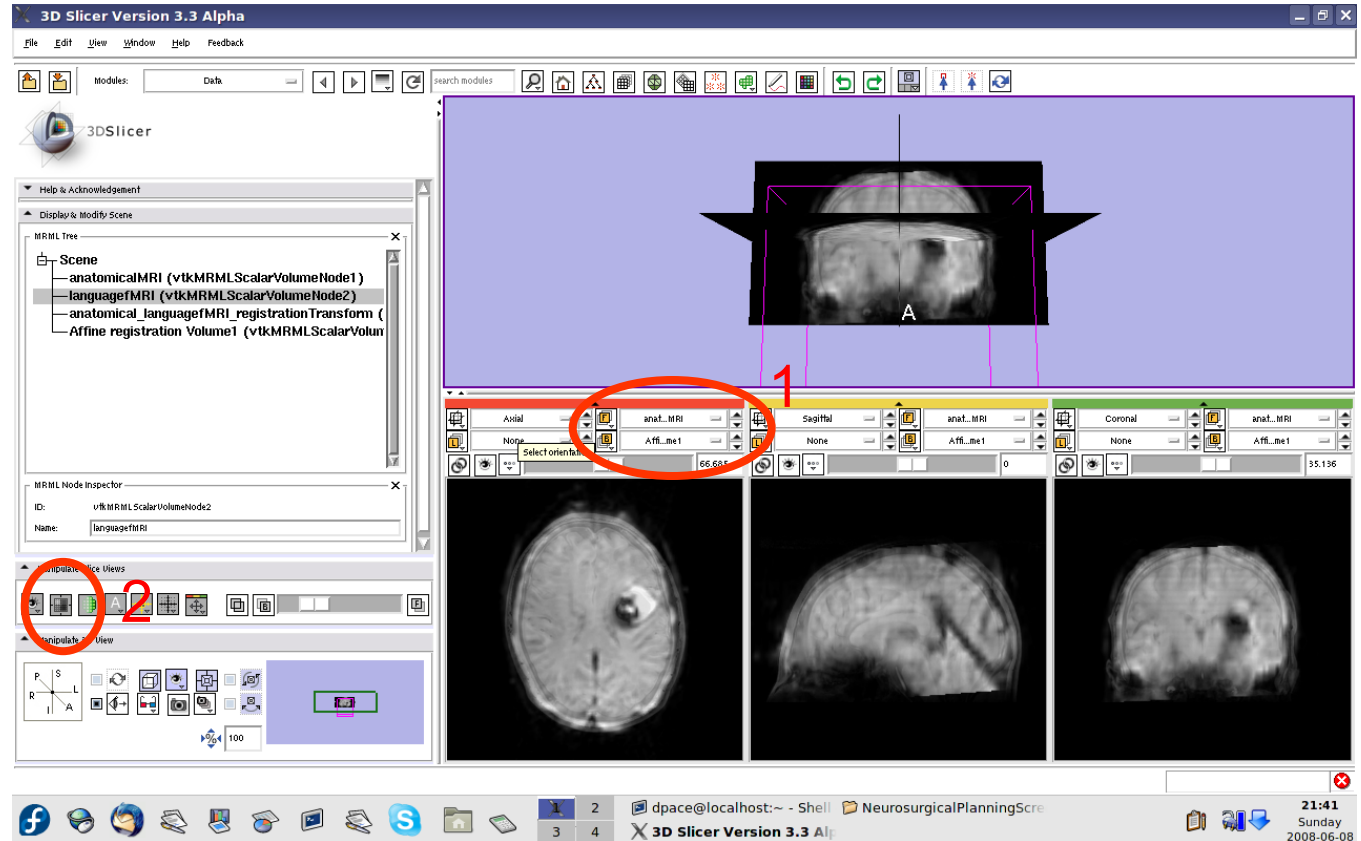 3D Slicer Version 3.3 Alpha
File Edit View Window Help Feedback
Modules: Data search modules
3DSlicer
Help & Acknowledgement
Display & Modify Scene
MRML Tree
Scene
anatomicalMRI (vtkMRMLScalarVolumeNode1)
languagefMRI (vtkMRMLScalarVolumeNode2)
anatomical_languagefMRI_registrationTransform (
Affine registration Volume1 (vtkMRMLScalarVolum
MRML Node Inspector
ID: vtkMRMLScalarVolumeNode2
Name: languagefMRI
Slice Views
2
View
P S
R L
I A
100
A
1
Axial F anat...MRI
L None B Affi...me1
Select orientati
66.685
Sagittal F anat...MRI
L None B Affi...me1
0
Coronal F anat...MRI
L None B Affi...me1
35.136
1 2
3 4
dpace@localhost:~ - Shell
NeurosurgicalPlanningScre
3D Slicer Version 3.3 Alp
21:41
Sunday
2008-06-08